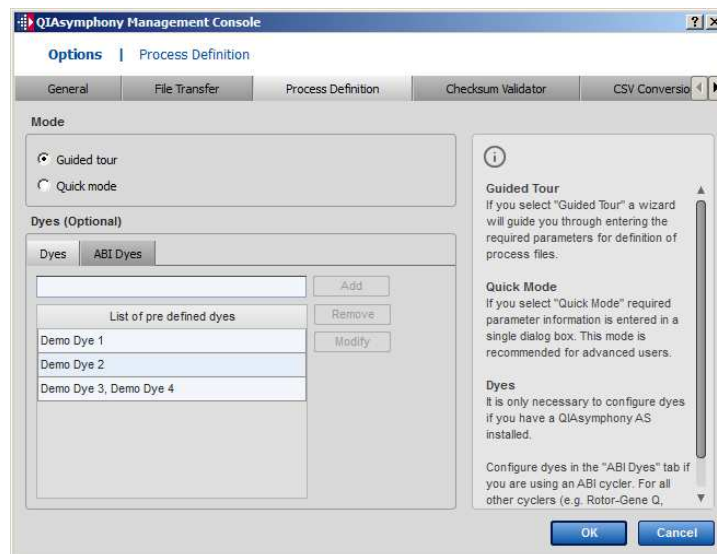 QIAsymphony Management Console
Options | Process Definition
General File Transfer Process Definition Checksum Validator CSV Conversio
Mode
Guided tour
Quick mode
Dyes (Optional)
Dyes ABI Dyes
Add
List of pre defined dyes
Remove
Demo Dye 1
Modify
Demo Dye 2
Demo Dye 3, Demo Dye 4
Guided Tour
If you select "Guided Tour" a wizard
will guide you through entering the
required parameters for definition of
process files.
Quick Mode
If you select "Quick Mode" required
parameter information is entered in a
single dialog box. This mode is
recommended for advanced users.
Dyes
It is only necessary to configure dyes
if you have a QIAsymphony AS
installed.
Configure dyes in the "ABI Dyes" tab if
you are using an ABI cycler. For all
other cyclers (e.g. Rotor-Gene Q,
OK Cancel